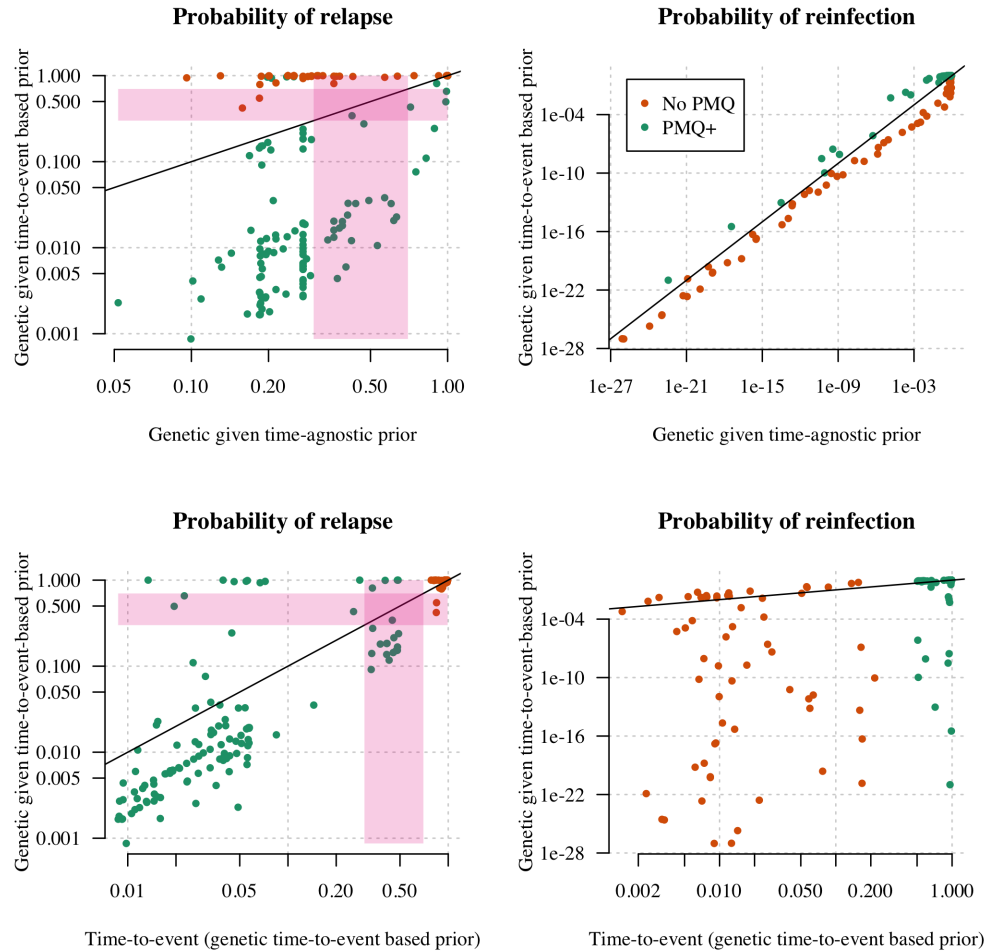 Probability of relapse
Genetic given time-to-event based prior
1.000
0.500
0.100
0.050
0.010
0.005
0.001
0.05
0.10
0.20
0.50
1.00
Genetic given time-agnostic prior
Probability of reinfection
Genetic given time-to-event based prior
No PMQ
PMQ+
1e-04
1e-10
1e-16
1e-22
1e-28
1e-27
1e-21
1e-15
1e-09
1e-03
Genetic given time-agnostic prior
Probability of relapse
Genetic given time-to-event-based prior
1.000
0.500
0.100
0.050
0.010
0.005
0.001
0.01
0.05
0.20
0.50
Time-to-event (genetic time-to-event based prior)
Probability of reinfection
Genetic given time-to-event-based prior
1e-04
1e-10
1e-16
1e-22
1e-28
0.002
0.010
0.050
0.200
1.000
Time-to-event (genetic time-to-event based prior)